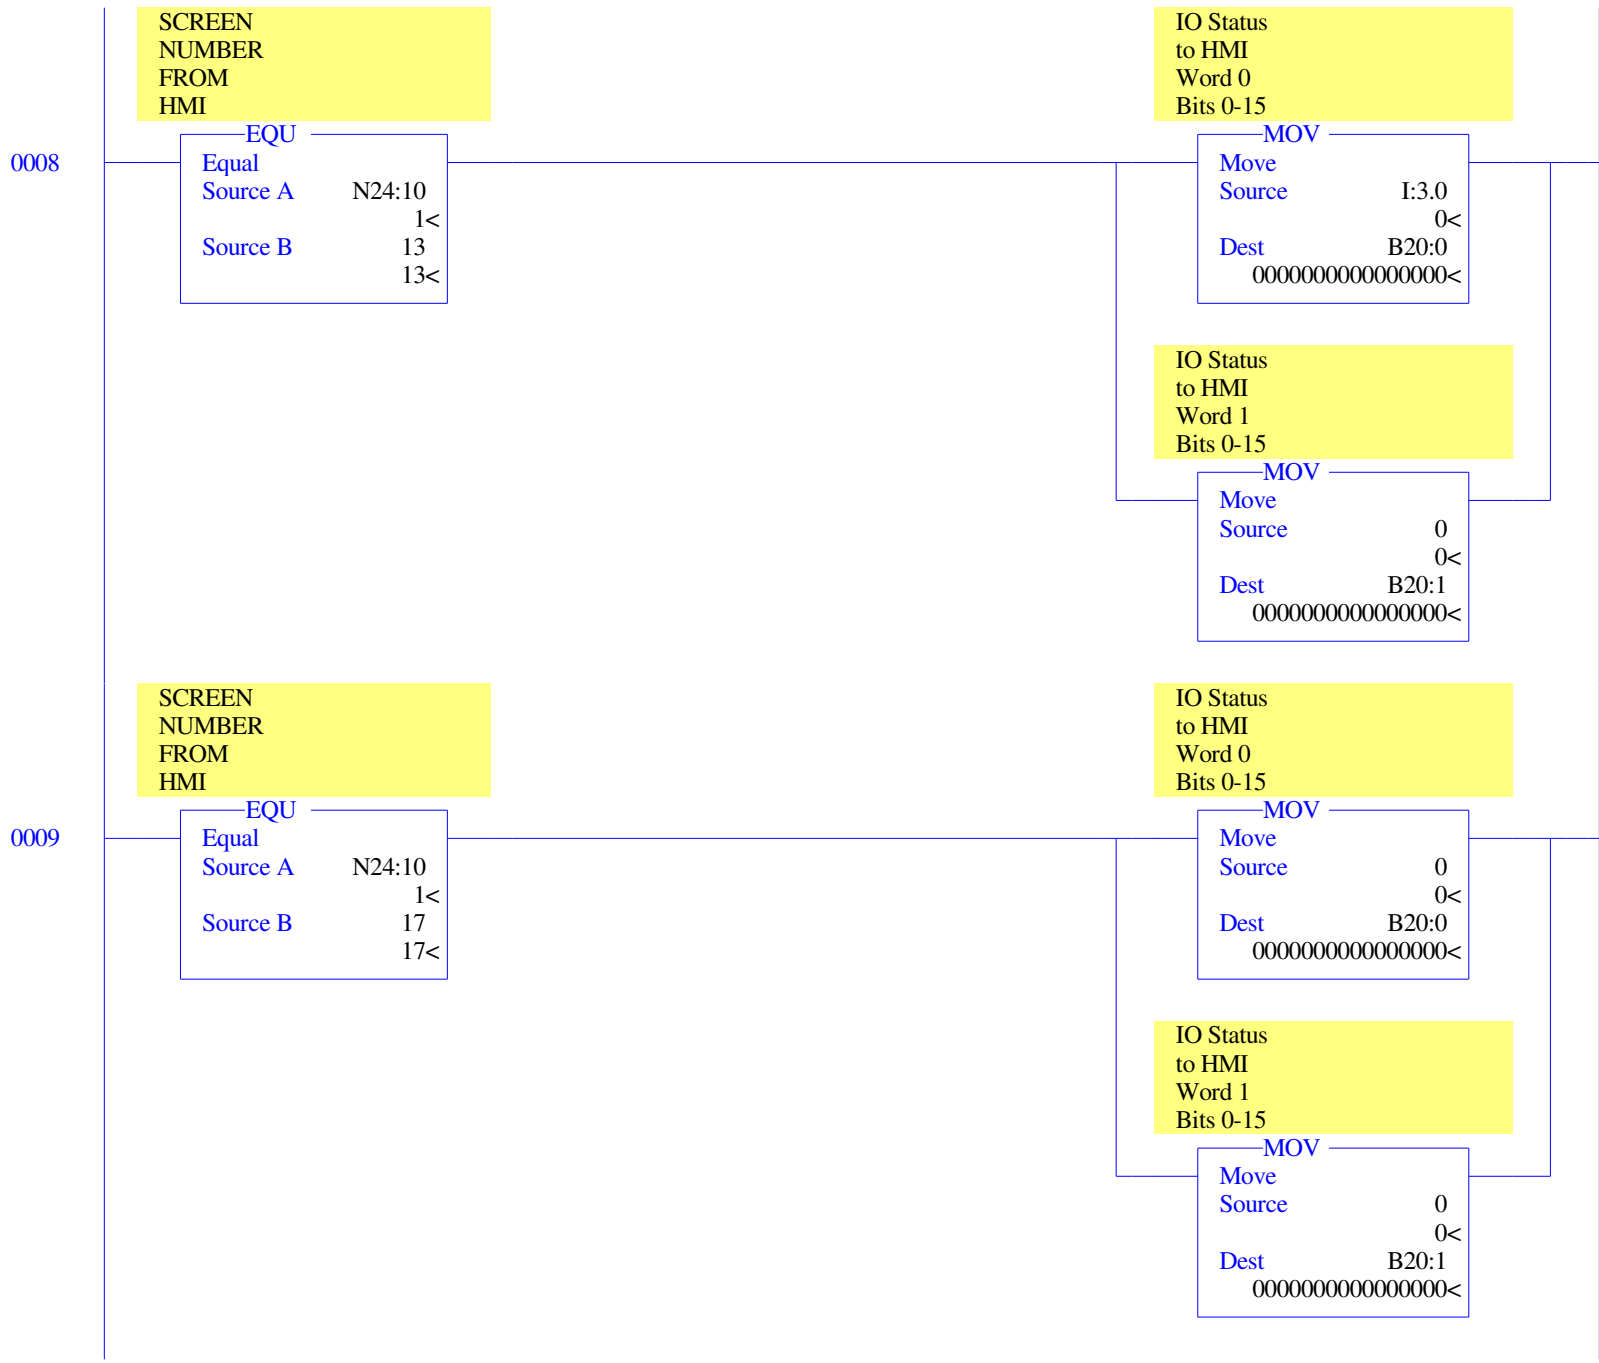 SCREEN
NUMBER
FROM
HMI
IO Status
to HMI
Word 0
Bits 0-15
0008
EQU
Equal
Source A N24:10
1<
Source B 13
13<
MOV
Move
Source I:3.0
0<
Dest B20:0
0000000000000000<
IO Status
to HMI
Word 1
Bits 0-15
MOV
Move
Source 0
0<
Dest B20:1
0000000000000000<
SCREEN
NUMBER
FROM
HMI
IO Status
to HMI
Word 0
Bits 0-15
0009
EQU
Equal
Source A N24:10
1<
Source B 17
17<
MOV
Move
Source 0
0<
Dest B20:0
0000000000000000<
IO Status
to HMI
Word 1
Bits 0-15
MOV
Move
Source 0
0<
Dest B20:1
0000000000000000<